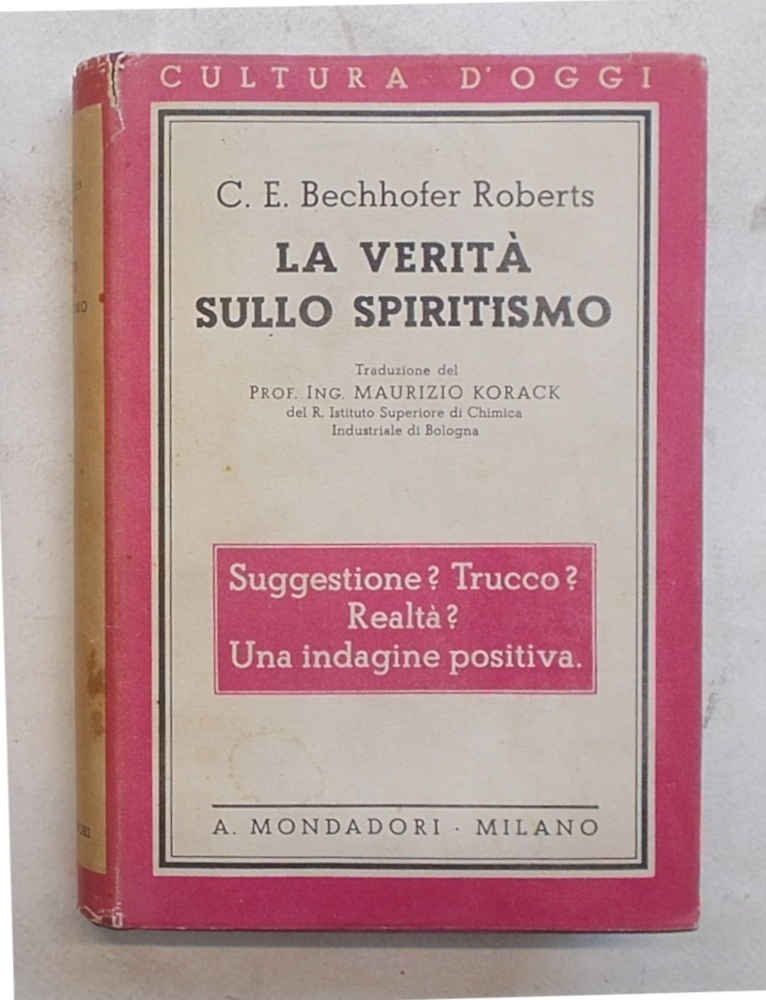 CULTURA D'OGGI
C. E. Bechhofer Roberts
LA VERITÀ
SULLO SPIRITISMO
Traduzione del
PROF. ING. MAURIZIO KORACK
del R. Istituto Superiore di Chimica
Industriale di Bologna
Suggestione? Trucco?
Realtà?
Una indagine positiva.
A. MONDADORI · MILANO